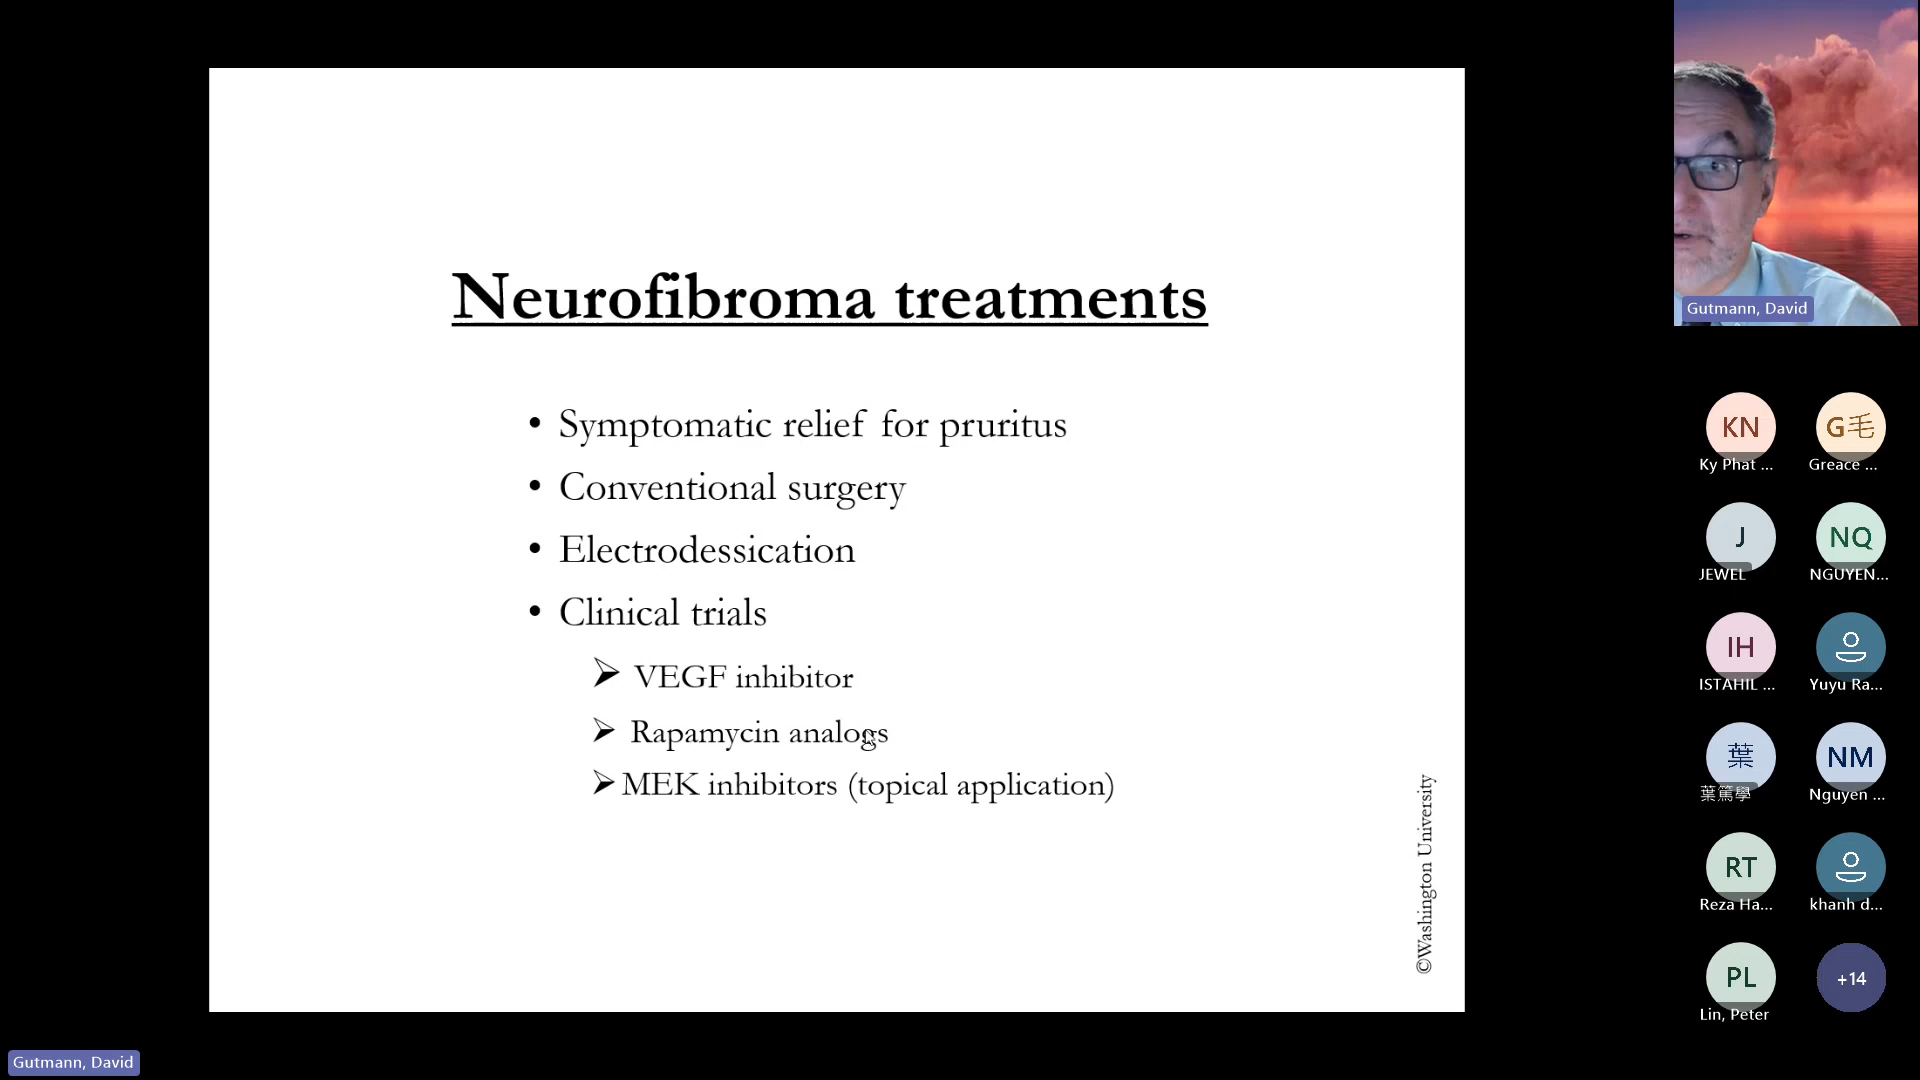 Neurofibroma treatments
• Symptomatic relief for pruritus
• Conventional surgery
• Electrodessication
• Clinical trials
➢ VEGF inhibitor
➢ Rapamycin analogs
➢ MEK inhibitors (topical application)
©Washington University
Gutmann, David
KN
Ky Phat ...
G毛
Greace ...
J
JEWEL
NQ
NGUYEN...
IH
ISTAHIL ...
Yuyu Ra...
葉
葉篤學
NM
Nguyen ...
RT
Reza Ha...
khanh d...
PL
Lin, Peter
+14
Gutmann, David